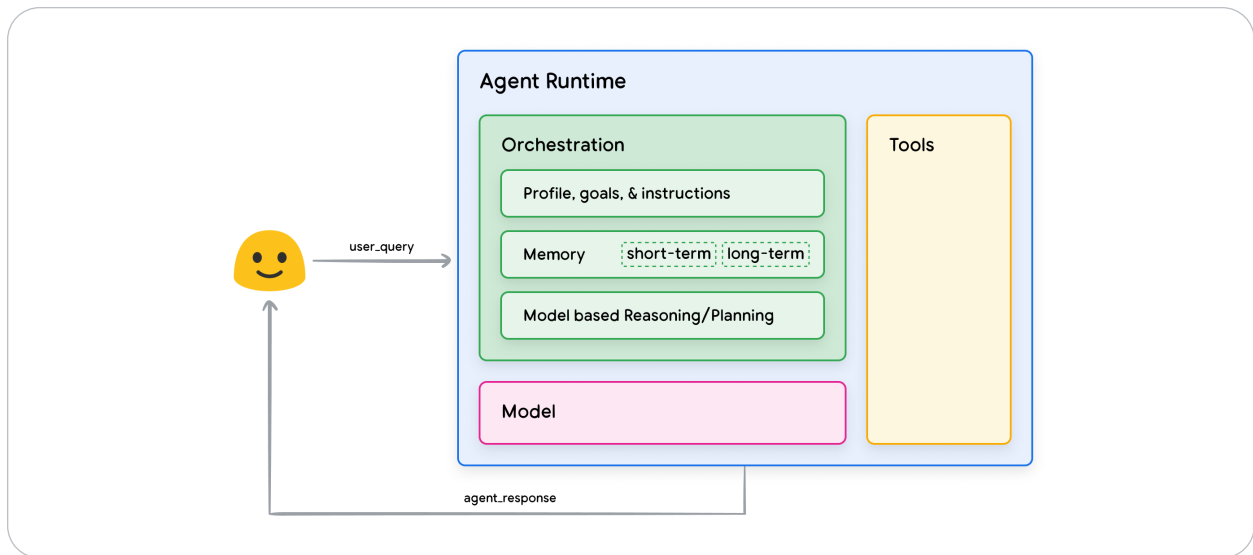 Agent Runtime
Orchestration
Tools
Profile, goals, & instructions
user_query
Memory short-term long-term
Model based Reasoning/Planning
Model
agent_response